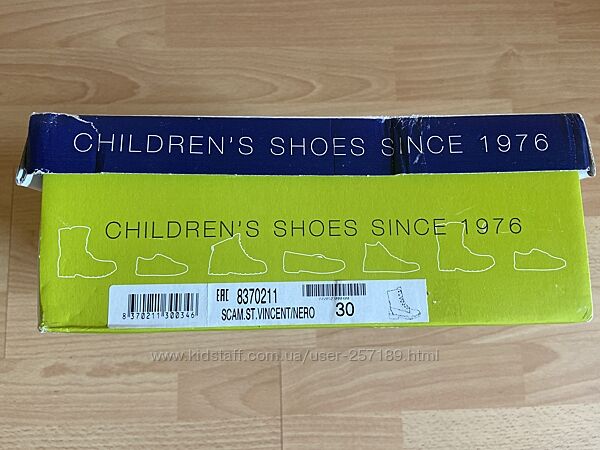 CHILDREN'S SHOES SINCE 1976
CHILDREN'S SHOES SINCE 1976
EAC 8370211
SCAM.ST.VINCENT/NERO 30
8 370211 300346
www.kidstaff.com.ua/user-257189.html